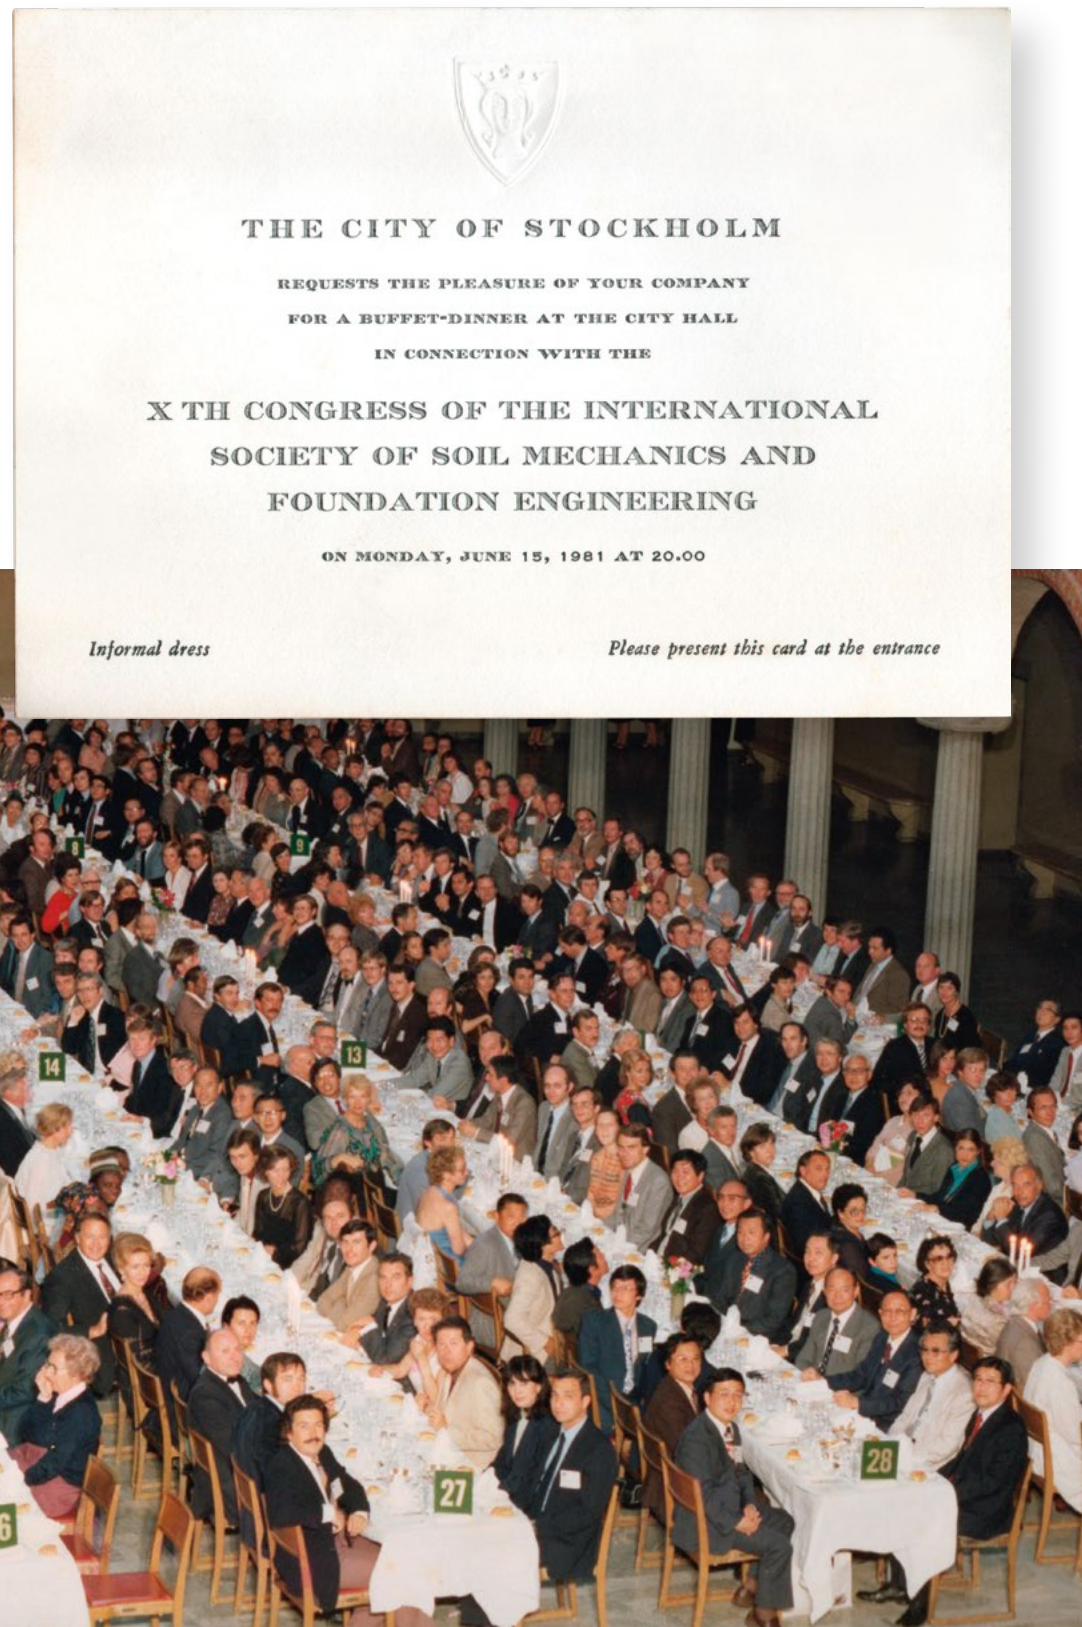 THE CITY OF STOCKHOLM
REQUESTS THE PLEASURE OF YOUR COMPANY
FOR A BUFFET-DINNER AT THE CITY HALL
IN CONNECTION WITH THE
X TH CONGRESS OF THE INTERNATIONAL
SOCIETY OF SOIL MECHANICS AND
FOUNDATION ENGINEERING
ON MONDAY, JUNE 15, 1981 AT 20.00
Informal dress
Please present this card at the entrance
8
9
14
13
28
27
6